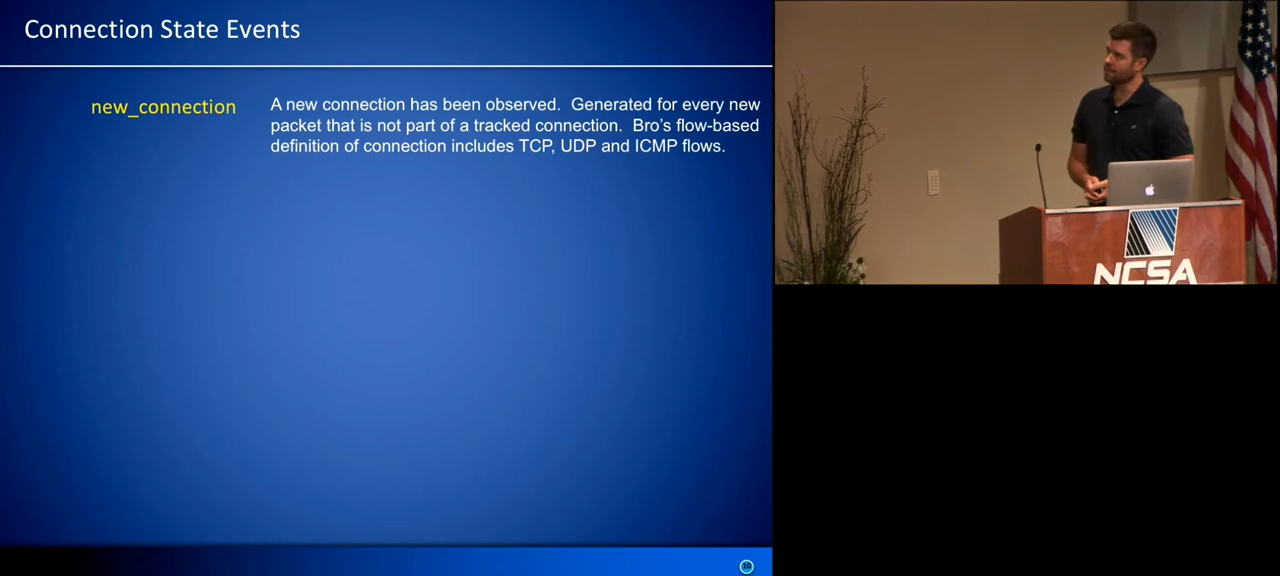 Connection State Events
new_connection
A new connection has been observed.  Generated for every new
packet that is not part of a tracked connection.  Bro's flow-based
definition of connection includes TCP, UDP and ICMP flows.
NCSA
10